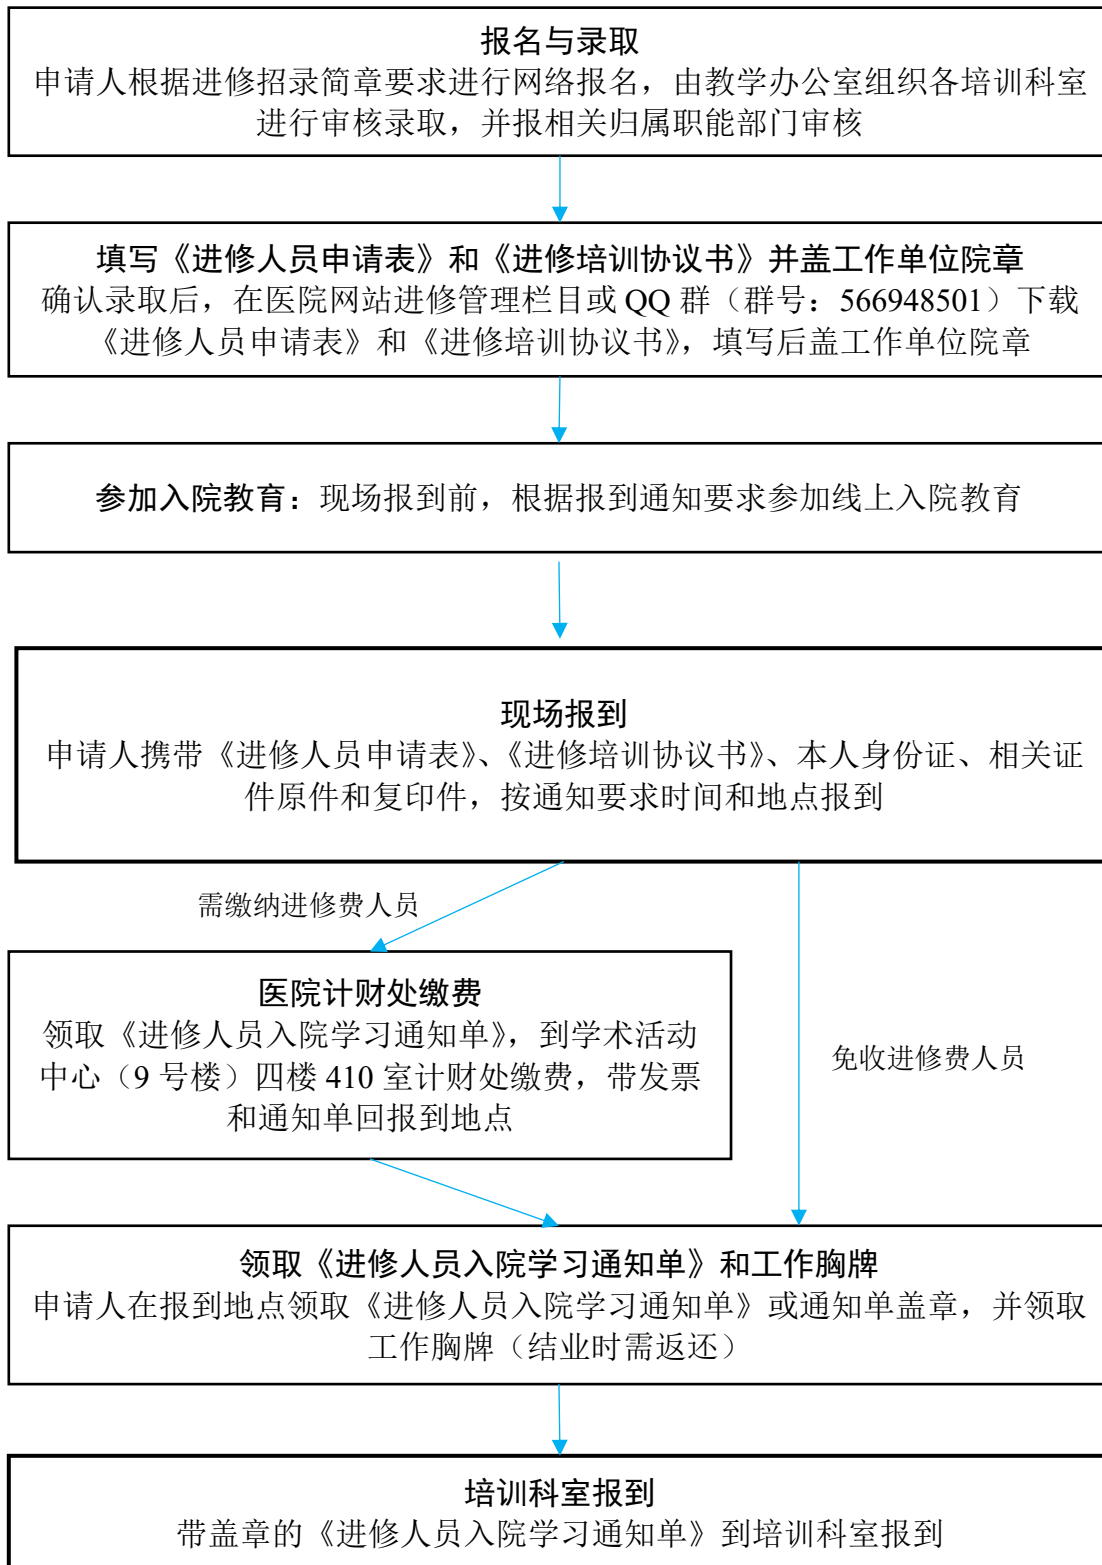 报名与录取
申请人根据进修招录简章要求进行网络报名，由教学办公室组织各培训科室
进行审核录取，并报相关归属职能部门审核
填写《进修人员申请表》和《进修培训协议书》并盖工作单位院章
确认录取后，在医院网站进修管理栏目或 QQ 群（群号：566948501）下载
《进修人员申请表》和《进修培训协议书》，填写后盖工作单位院章
参加入院教育：现场报到前，根据报到通知要求参加线上入院教育
现场报到
申请人携带《进修人员申请表》、《进修培训协议书》、本人身份证、相关证
件原件和复印件，按通知要求时间和地点报到
需缴纳进修费人员
医院计财处缴费
领取《进修人员入院学习通知单》，到学术活动
中心（9 号楼）四楼 410 室计财处缴费，带发票
和通知单回报到地点
免收进修费人员
领取《进修人员入院学习通知单》和工作胸牌
申请人在报到地点领取《进修人员入院学习通知单》或通知单盖章，并领取
工作胸牌（结业时需返还）
培训科室报到
带盖章的《进修人员入院学习通知单》到培训科室报到